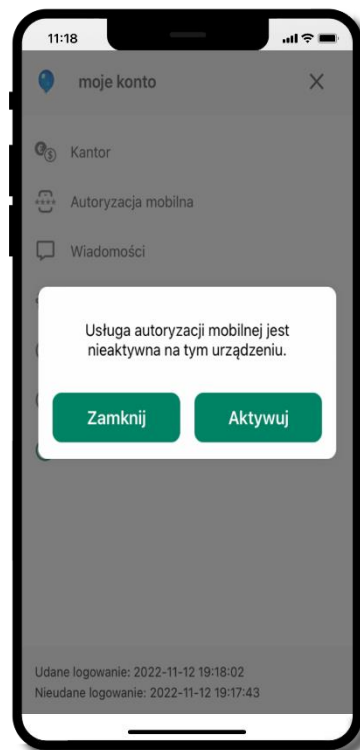 11:18
moje konto
Kantor
Autoryzacja mobilna
Wiadomości
Usługa autoryzacji mobilnej jest
nieaktywna na tym urządzeniu.
Zamknij Aktywuj
Udane logowanie: 2022-11-12 19:18:02
Nieudane logowanie: 2022-11-12 19:17:43